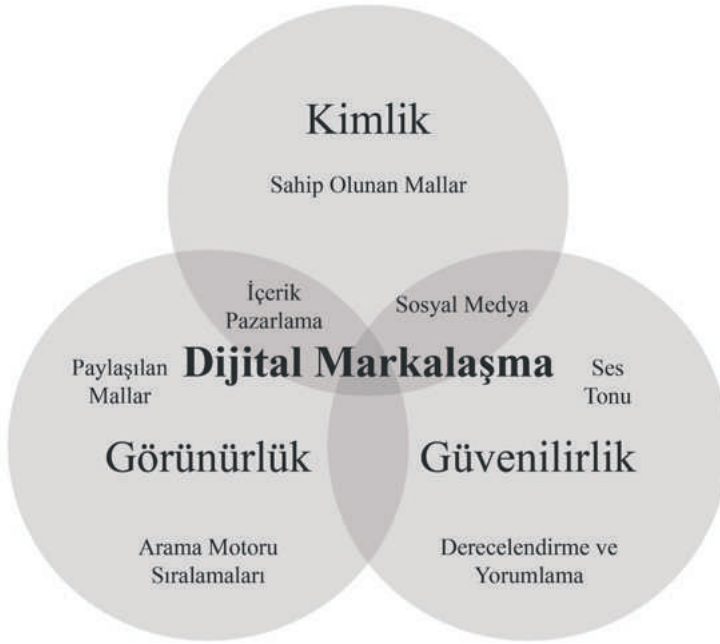 Kimlik
Sahip Olunan Mallar
İçerik
Pazarlama
Sosyal Medya
Dijital Markalaşma
Paylaşılan
Mallar
Ses
Tonu
Görünürlük
Güvenilirlik
Arama Motoru
Sıralamaları
Derecelendirme ve
Yorumlama